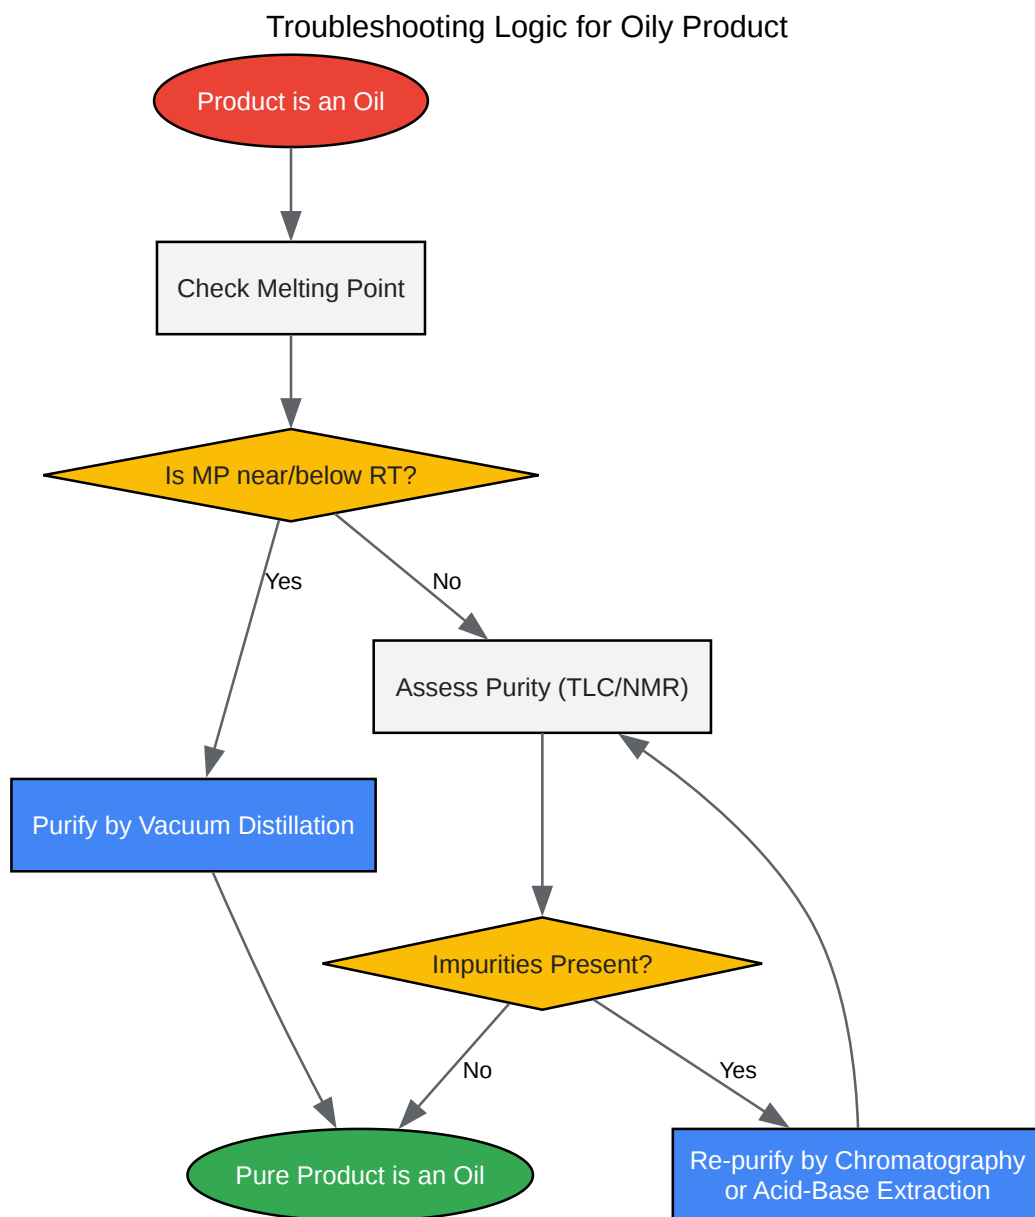 Troubleshooting Logic for Oily Product
Product is an Oil
Check Melting Point
Is MP near/below RT?
Yes
No
Assess Purity (TLC/NMR)
Purify by Vacuum Distillation
Impurities Present?
No
Yes
Pure Product is an Oil
Re-purify by Chromatography
or Acid-Base Extraction